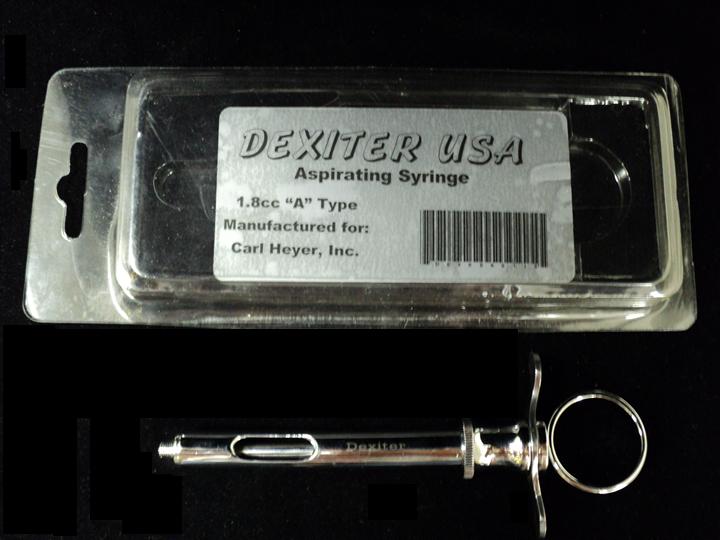 DEXITER USA
Aspirating Syringe
1.8cc “A” Type
Manufactured for:
Carl Heyer, Inc.
Dexiter